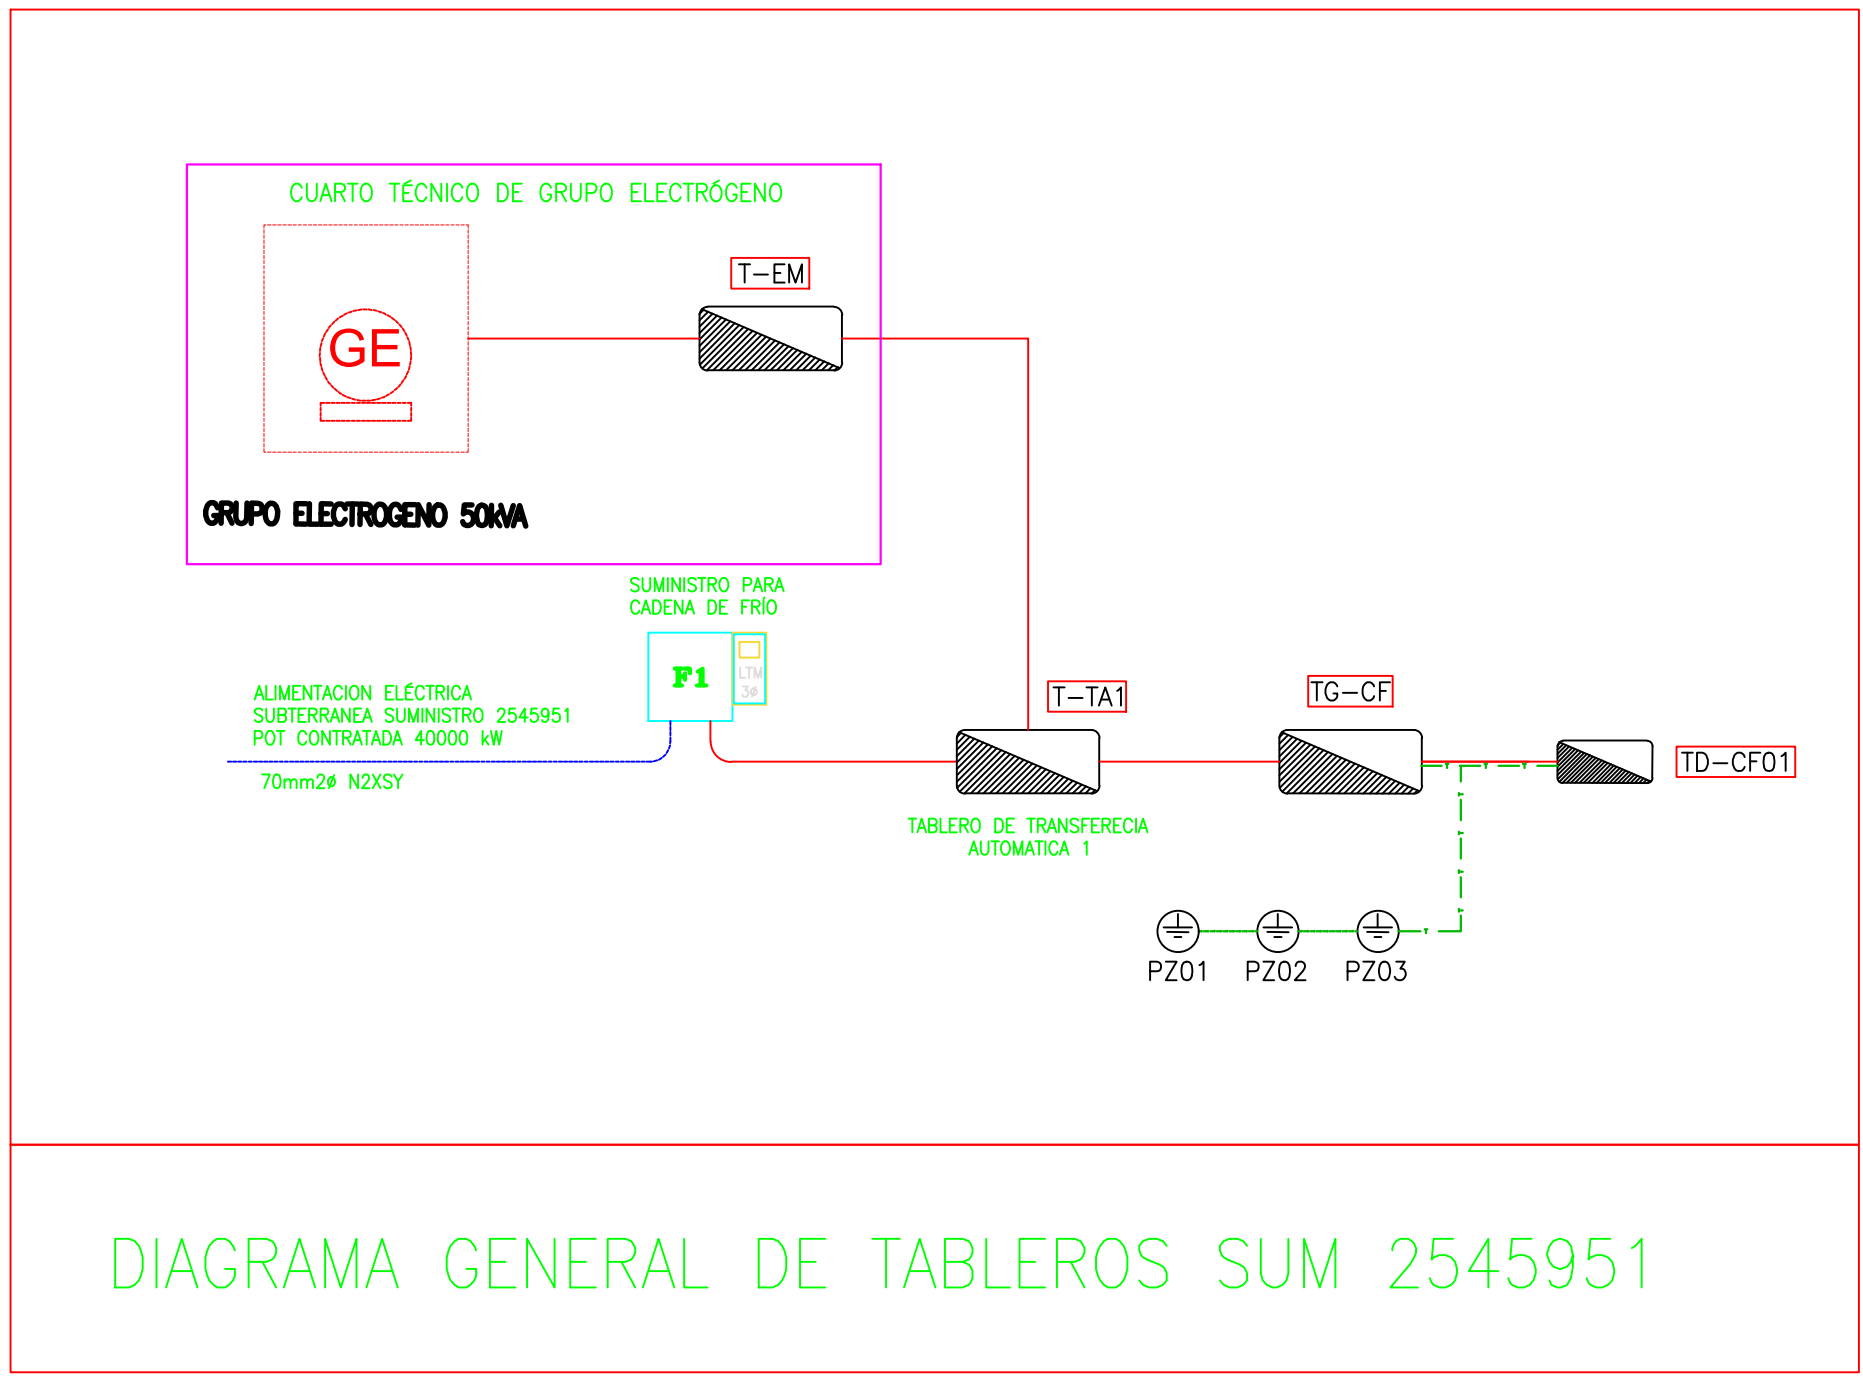 CUARTO TÉCNICO DE GRUPO ELECTRÓGENO
T-EM
GE
GRUPO ELECTROGENO 50kVA
SUMINISTRO PARA
CADENA DE FRÍO
F1
LTM
3ø
ALIMENTACION ELÉCTRICA
SUBTERRANEA SUMINISTRO 2545951
POT CONTRATADA 40000 kW
70mm2ø N2XSY
T-TA1
TG-CF
TD-CF01
TABLERO DE TRANSFERECIA
AUTOMATICA 1
PZ01 PZ02 PZ03
DIAGRAMA GENERAL DE TABLEROS SUM 2545951